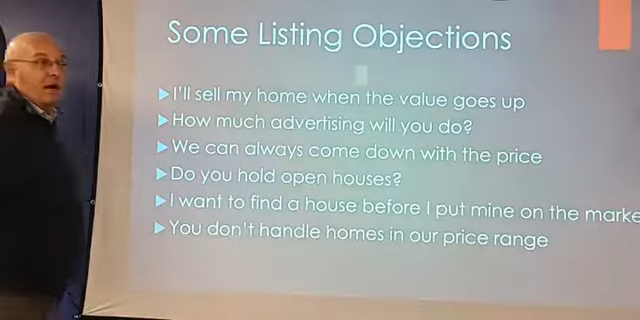 Some Listing Objections
I'll sell my home when the value goes up
How much advertising will you do?
We can always come down with the price
Do you hold open houses?
I want to find a house before I put mine on the marke
You don't handle homes in our price range